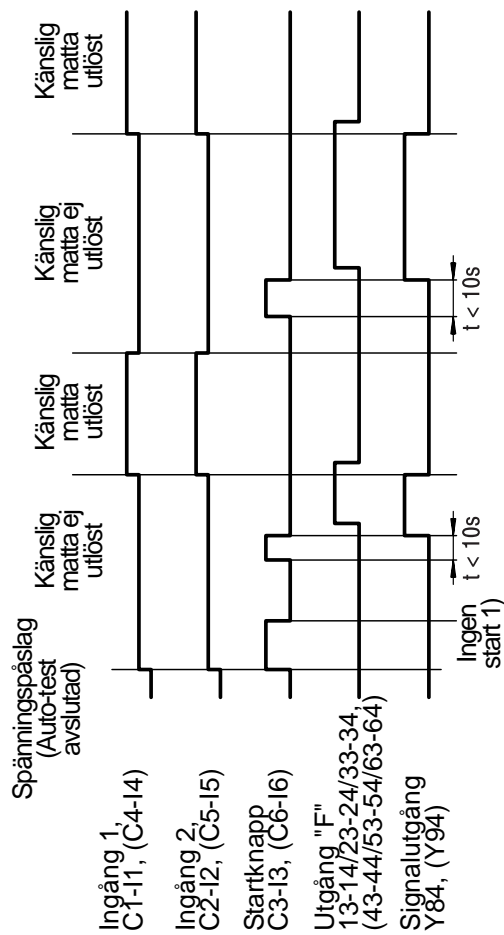 Spänningspåslag
(Auto-test
avslutad)
Känslig
matta ej
utlöst
Känslig
matta
utlöst
Känslig
matta ej
utlöst
Känslig
matta
utlöst
Ingång 1,
C1-I1, (C4-I4)
Ingång 2,
C2-I2, (C5-I5)
Startknapp
C3-I3, (C6-I6)
Utgång "F"
13-14/23-24/33-34,
(43-44/53-54/63-64)
Signalutgång
Y84, (Y94)
Ingen
start 1)
t < 10s
t < 10s